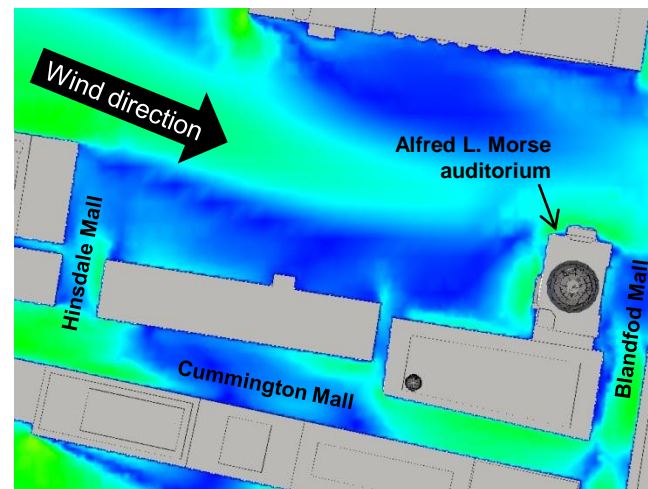 Wind direction
Alfred L. Morse
auditorium
Hinsdale Mall
Cummington Mall
Blandfod Mall